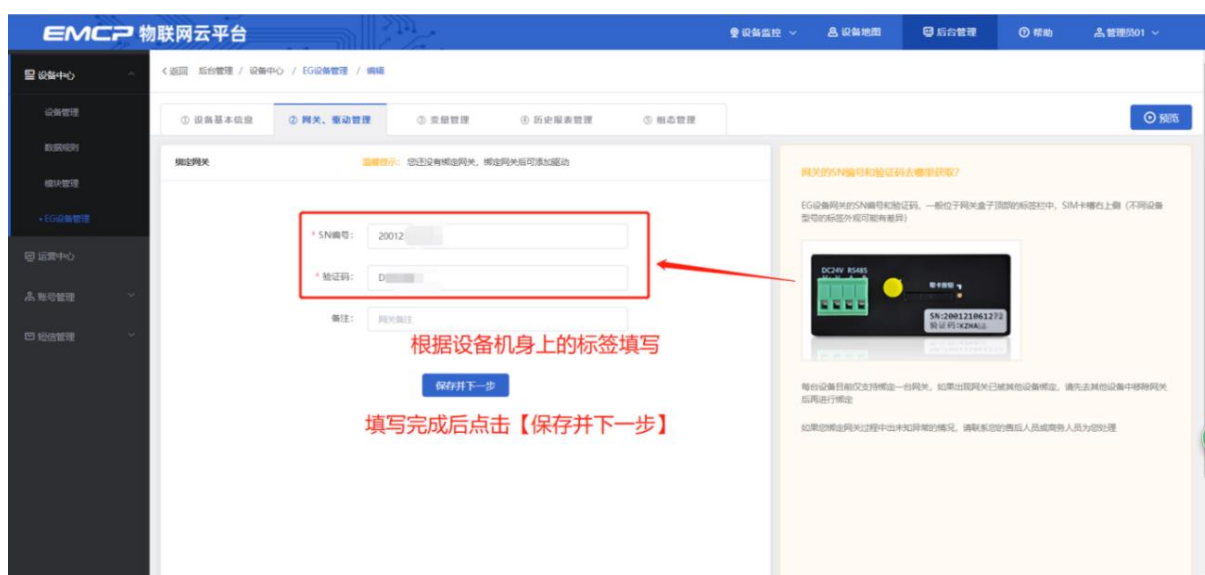 EMCP 物联网云平台
设备监控 设备地图 后台管理 帮助 管理员01
设备中心
设备管理
数据规则
模块管理
EG设备管理
运营中心
账号管理
短信管理
<返回 后台管理 / 设备中心 / EG设备管理 / 编辑
① 设备基本信息 ② 网关、驱动管理 ③ 变量管理 ④ 历史报表管理 ⑤ 组态管理
预览
绑定网关 温馨提示: 您还没有绑定网关, 绑定网关后可添加驱动
* SN编号: 20012
* 验证码: D
备注: 网关备注
根据设备机身上的标签填写
保存并下一步
填写完成后点击【保存并下一步】
网关的SN编号和验证码去哪里获取?
EG设备网关的SN编号和验证码, 一般位于网关盒子顶部的标签栏中, SIM卡槽右上侧 (不同设备
型号的标签外观可能有差异)
DC24V RS485
取卡按钮
SN:200121061272
验证码:KZHA
每台设备目前仅支持绑定一台网关, 如果出现网关已被其他设备绑定, 请先去其他设备中移除网关
后再进行绑定
如果您绑定网关过程中出未知异常的情况, 请联系您的售后人员或商务人员为您处理